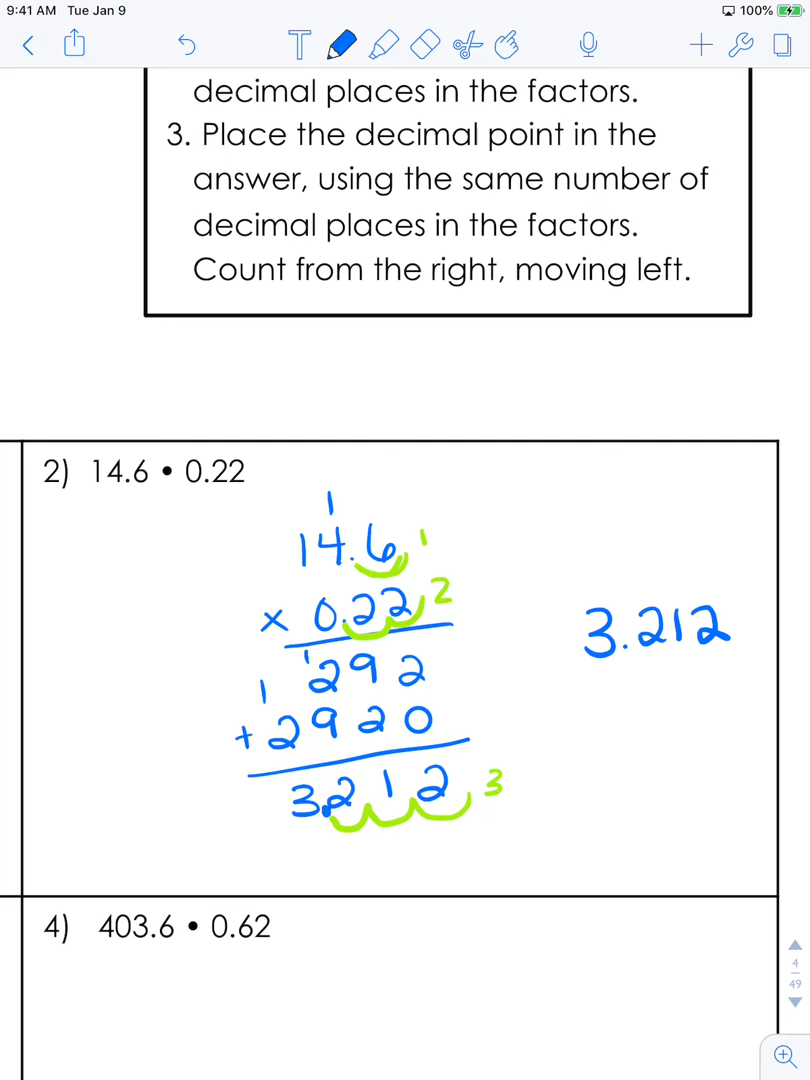 9:41 AM Tue Jan 9 100%
T
decimal places in the factors.
3. Place the decimal point in the
answer, using the same number of
decimal places in the factors.
Count from the right, moving left.
2) 14.6 • 0.22
1
14.6 1
x 0.22 2
1
292
1
+2920
3.212 3
3.212
4) 403.6 • 0.62
4
49